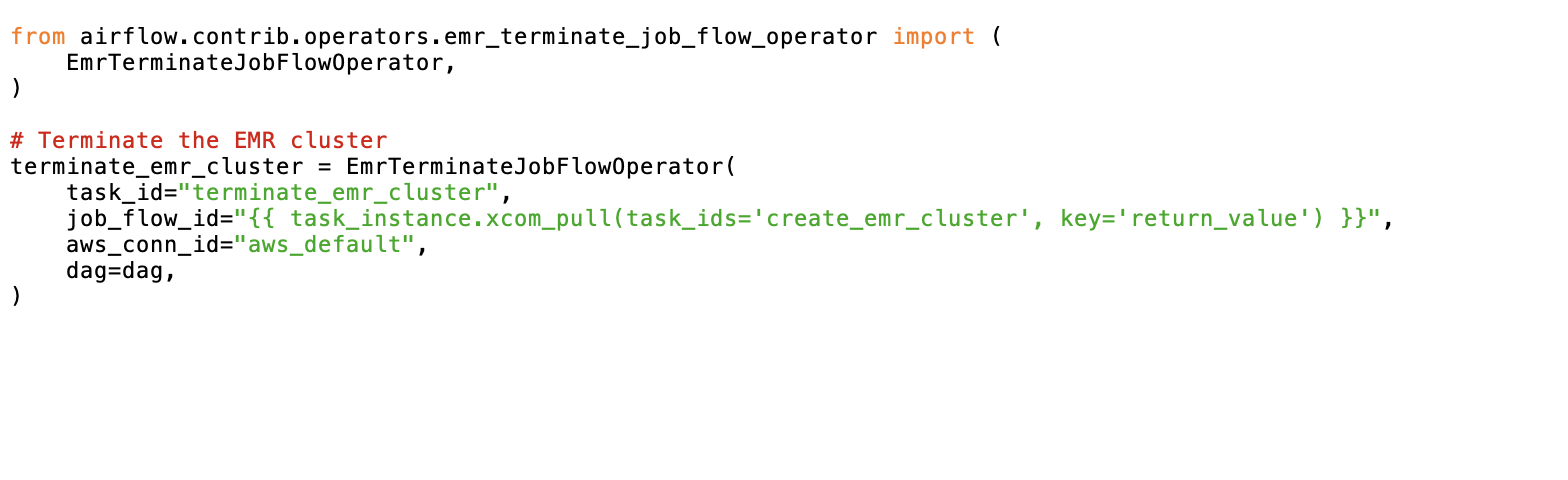 from airflow.contrib.operators.emr_terminate_job_flow_operator import (
    EmrTerminateJobFlowOperator,
)

# Terminate the EMR cluster
terminate_emr_cluster = EmrTerminateJobFlowOperator(
    task_id="terminate_emr_cluster",
    job_flow_id="{{ task_instance.xcom_pull(task_ids='create_emr_cluster', key='return_value') }}",
    aws_conn_id="aws_default",
    dag=dag,
)